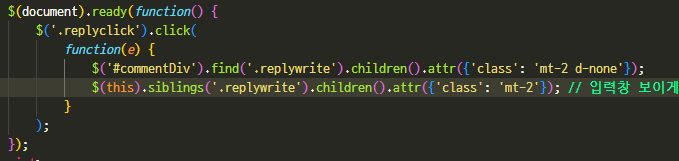 $(document).ready(function() {
$('.replyclick').click(
function(e) {
$('#commentDiv').find('.replywrite').children().attr({'class': 'mt-2 d-none'});
$(this).siblings('.replywrite').children().attr({'class': 'mt-2'}); // 입력창 보이게
}
);
});